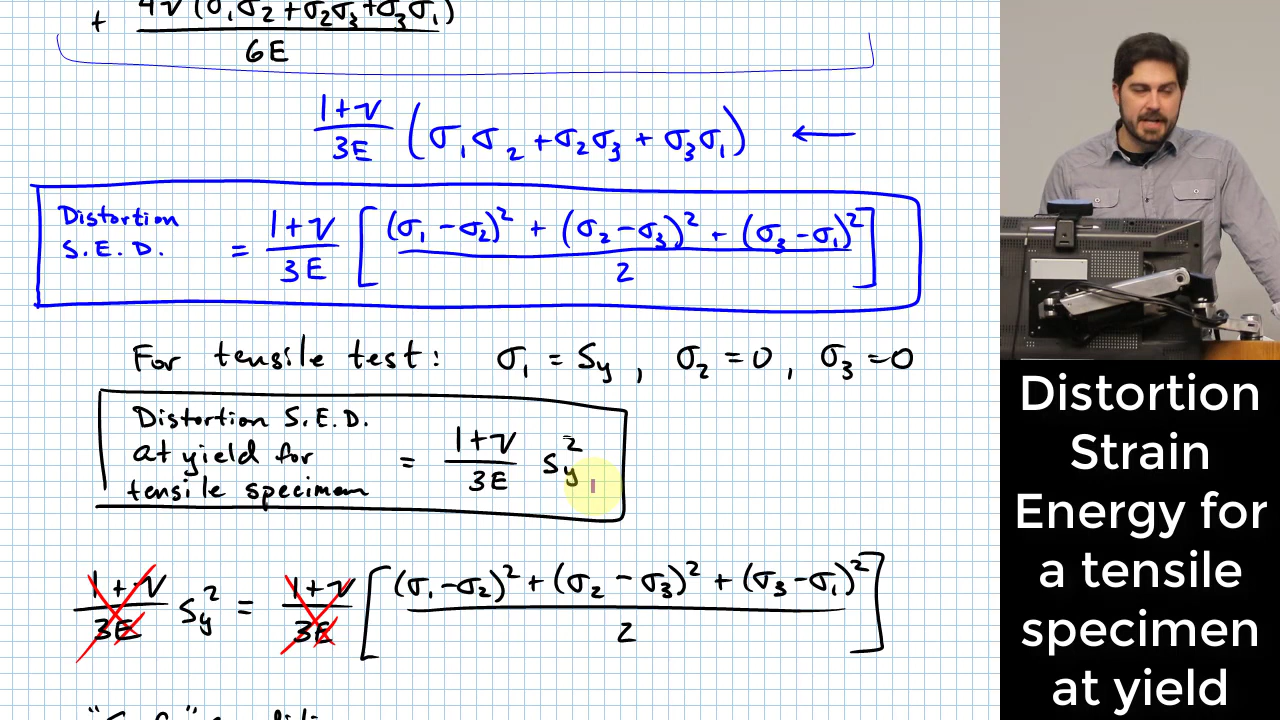 + 4ν(σ₁σ₂+σ₂σ₃+σ₃σ₁) / 6E
(1+ν)/3E (σ₁σ₂ + σ₂σ₃ + σ₃σ₁) ←
Distortion
S.E.D. = (1+ν)/3E [((σ₁-σ₂)² + (σ₂-σ₃)² + (σ₃-σ₁)²)/2]
For tensile test: σ₁ = Sy, σ₂ = 0, σ₃ = 0
Distortion S.E.D.
at yield for = (1+ν)/3E Sy²
tensile specimen
(1+ν)/3E Sy² = (1+ν)/3E [((σ₁-σ₂)² + (σ₂-σ₃)² + (σ₃-σ₁)²)/2]
Distortion
Strain
Energy for
a tensile
specimen
at yield